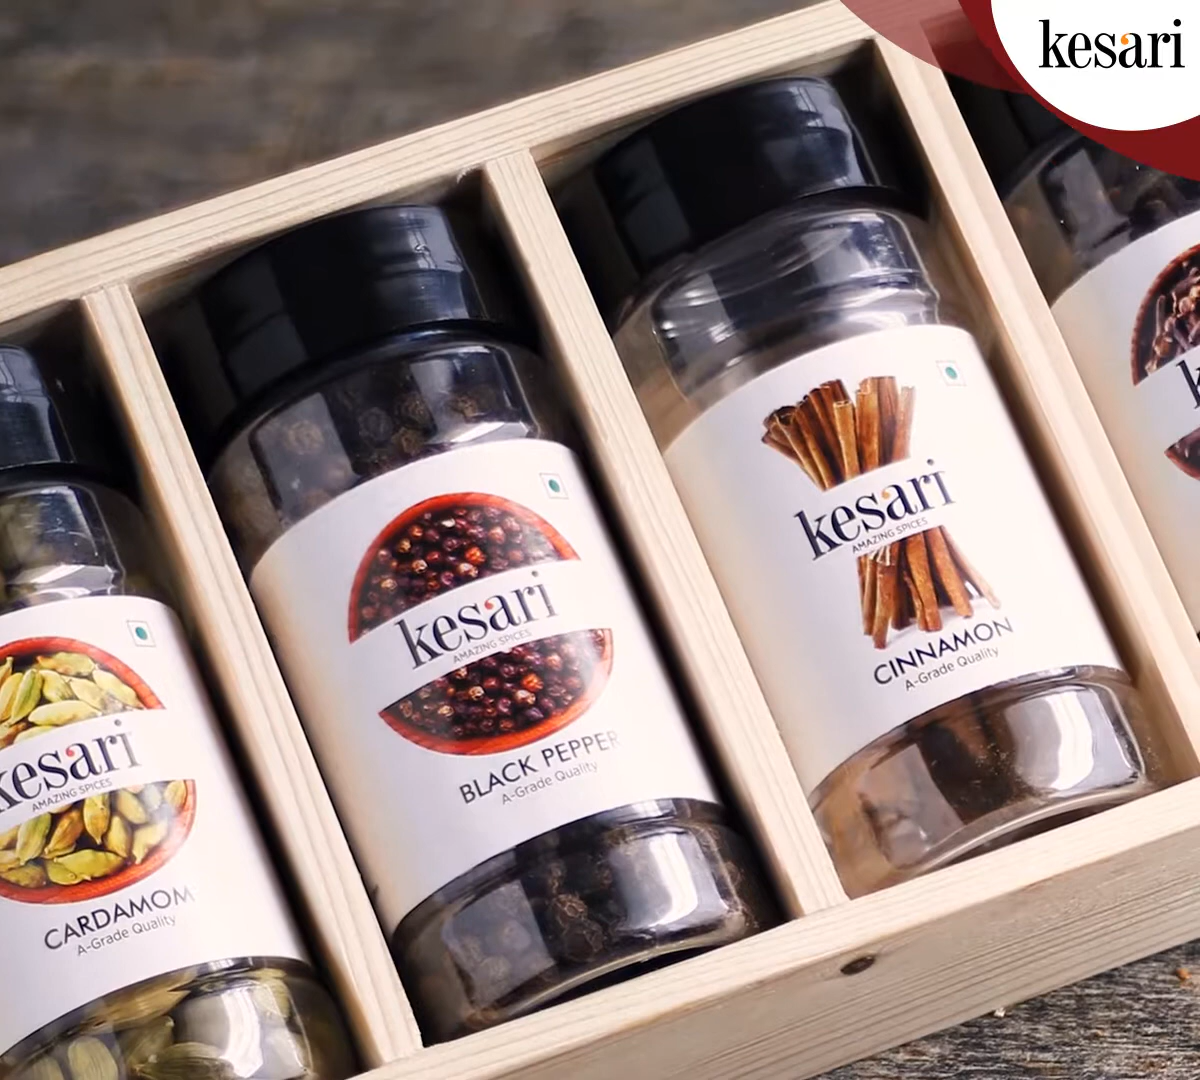 kesari
kesari
AMAZING SPICES
CARDAMOM
A-Grade Quality
kesari
AMAZING SPICES
BLACK PEPPER
A-Grade Quality
kesari
AMAZING SPICES
CINNAMON
A-Grade Quality
k